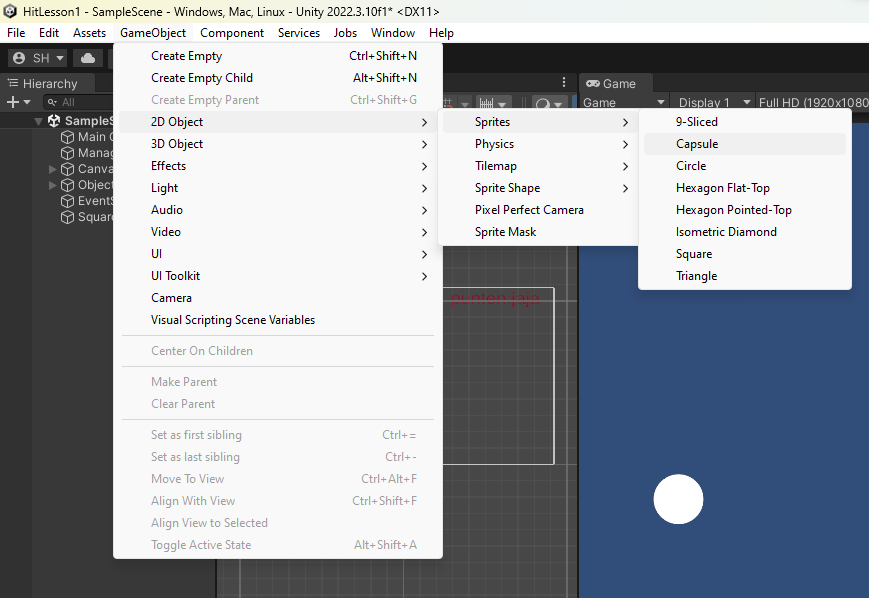 HitLesson1 - SampleScene - Windows, Mac, Linux - Unity 2022.3.10f1* <DX11>
File Edit Assets GameObject Component Services Jobs Window Help
SH
Hierarchy
All
SampleS
Main C
Manag
Canva
Object
EventS
Square
Create Empty Ctrl+Shift+N
Create Empty Child Alt+Shift+N
Create Empty Parent Ctrl+Shift+G
2D Object
3D Object
Effects
Light
Audio
Video
UI
UI Toolkit
Camera
Visual Scripting Scene Variables
Center On Children
Make Parent
Clear Parent
Set as first sibling Ctrl+=
Set as last sibling Ctrl+-
Move To View Ctrl+Alt+F
Align With View Ctrl+Shift+F
Align View to Selected
Toggle Active State Alt+Shift+A
Sprites
Physics
Tilemap
Sprite Shape
Pixel Perfect Camera
Sprite Mask
punten jaje
Game
Game Display 1 Full HD (1920x1080
9-Sliced
Capsule
Circle
Hexagon Flat-Top
Hexagon Pointed-Top
Isometric Diamond
Square
Triangle